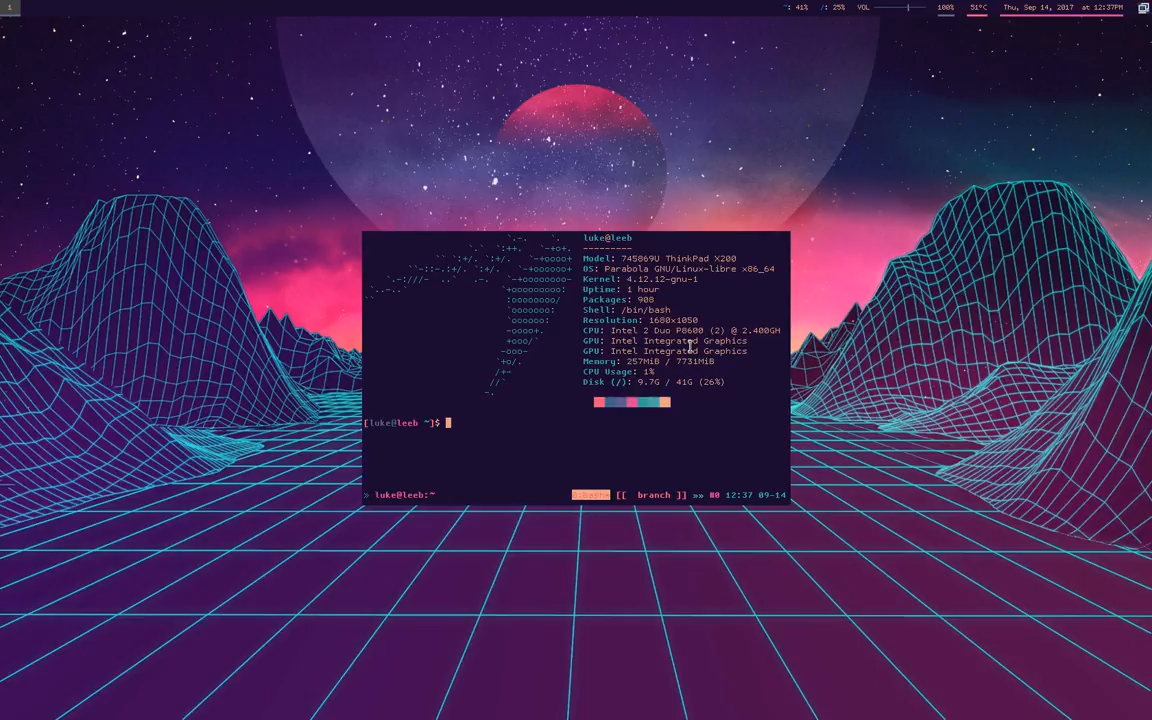 1
~: 41%
/: 25%
VOL
100%
51°C
Thu, Sep 14, 2017 at 12:37PM
luke@leeb
---------
Model: 745869U ThinkPad X200
OS: Parabola GNU/Linux-libre x86_64
Kernel: 4.12.12-gnu-1
Uptime: 1 hour
Packages: 908
Shell: /bin/bash
Resolution: 1680x1050
CPU: Intel 2 Duo P8600 (2) @ 2.400GH
GPU: Intel Integrated Graphics
GPU: Intel Integrated Graphics
Memory: 257MiB / 7731MiB
CPU Usage: 1%
Disk (/): 9.7G / 41G (26%)
[luke@leeb ~]$
» luke@leeb:~
[[ branch ]] »» #0 12:37 09-14